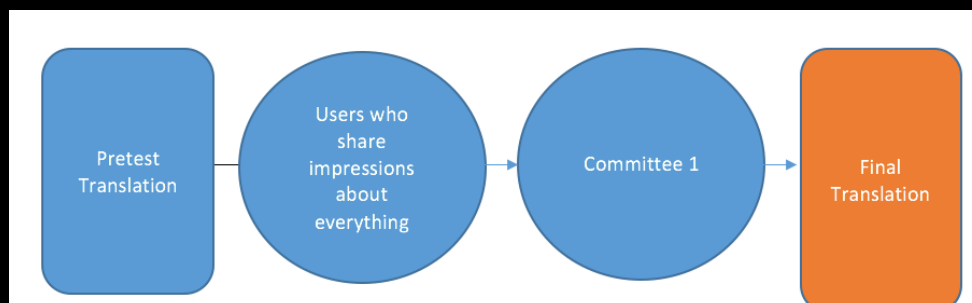 Pretest
Translation
Users who
share
impressions
about
everything
Committee 1
Final
Translation